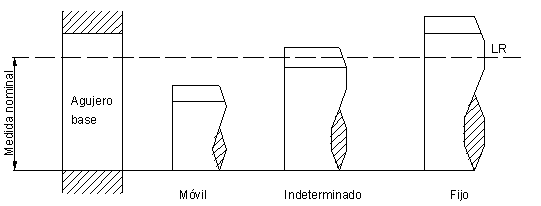 LR
Medida nominal
Agujero
base
Móvil
Indeterminado
Fijo